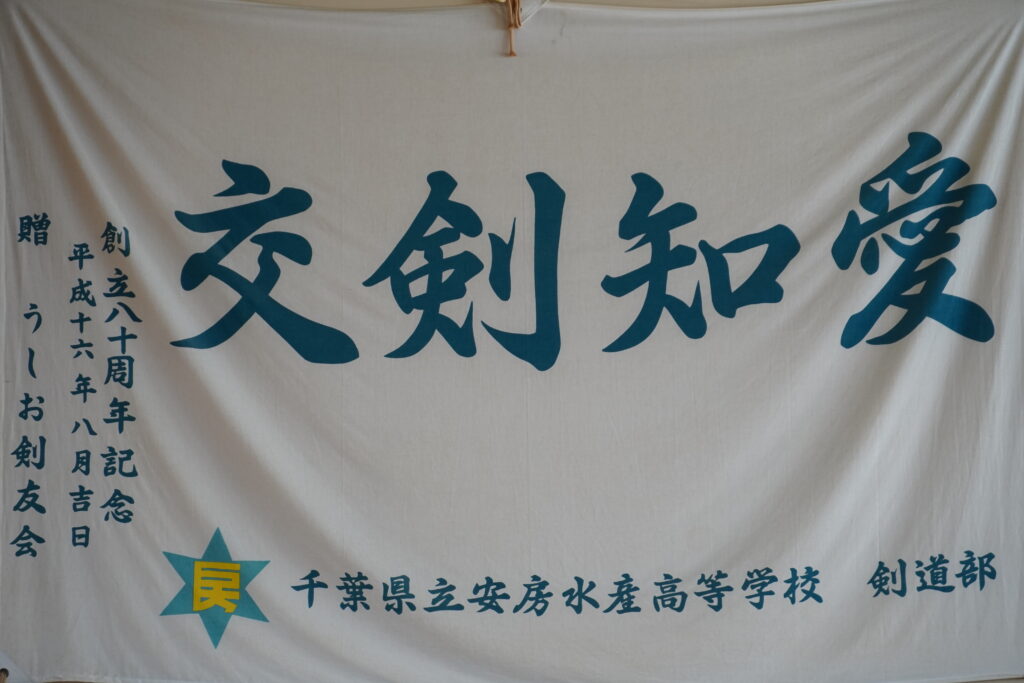 交剣知愛
創立八十周年記念
平成十六年八月吉日
贈 うしお剣友会
千葉県立安房水産高等学校 剣道部